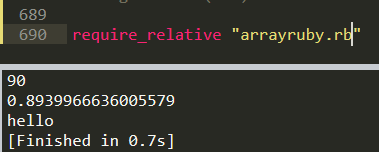 689
690 require_relative "arrayruby.rb"
90
0.8939966636005579
hello
[Finished in 0.7s]